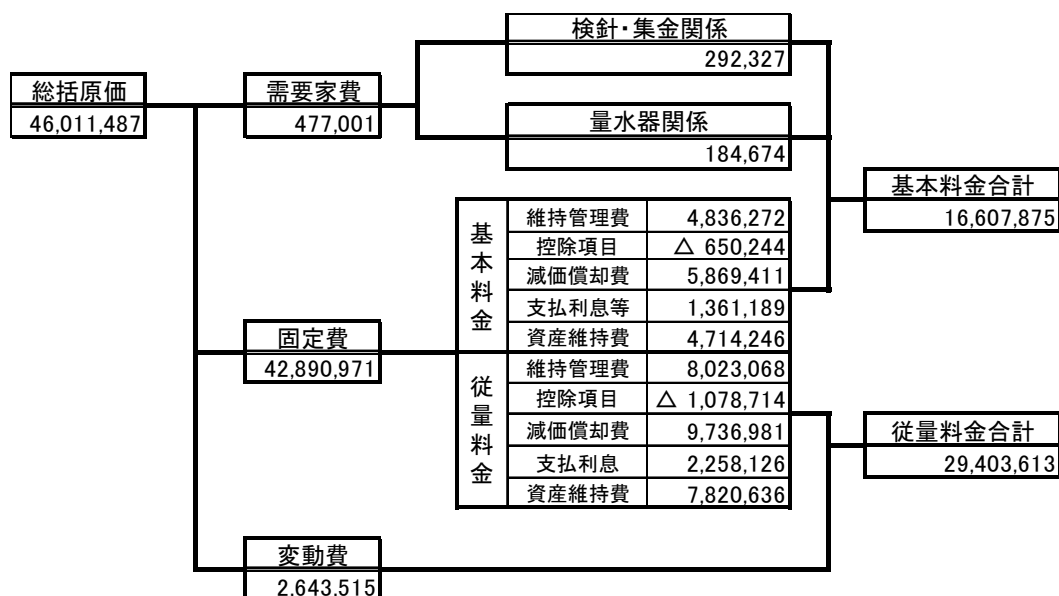 検針・集金関係
292,327
総括原価
46,011,487
需要家費
477,001
量水器関係
184,674
基本料金合計
16,607,875
基本料金
維持管理費 4,836,272
控除項目 △ 650,244
減価償却費 5,869,411
支払利息等 1,361,189
資産維持費 4,714,246
固定費
42,890,971
従量料金
維持管理費 8,023,068
控除項目 △ 1,078,714
減価償却費 9,736,981
支払利息 2,258,126
資産維持費 7,820,636
従量料金合計
29,403,613
変動費
2,643,515